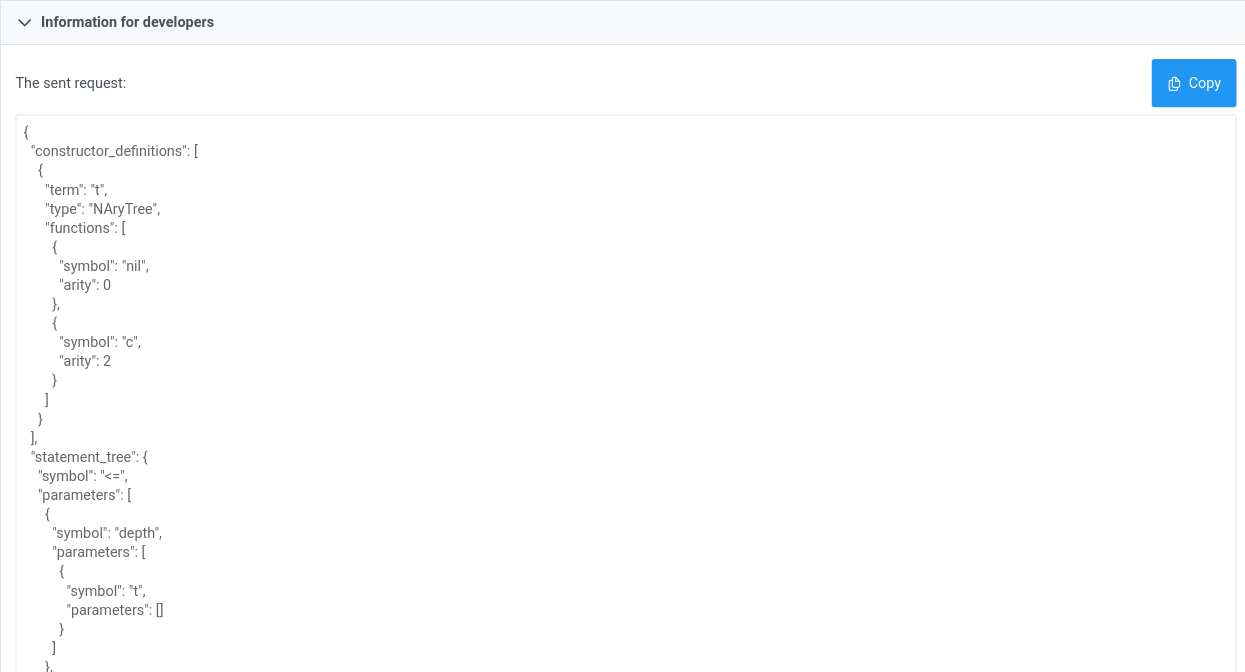 Information for developers
The sent request:
Copy
{
"constructor_definitions": [
{
"term": "t",
"type": "NAryTree",
"functions": [
{
"symbol": "nil",
"arity": 0
},
{
"symbol": "c",
"arity": 2
}
]
}
],
"statement_tree": {
"symbol": "<=",
"parameters": [
{
"symbol": "depth",
"parameters": [
{
"symbol": "t",
"parameters": []
}
]
},